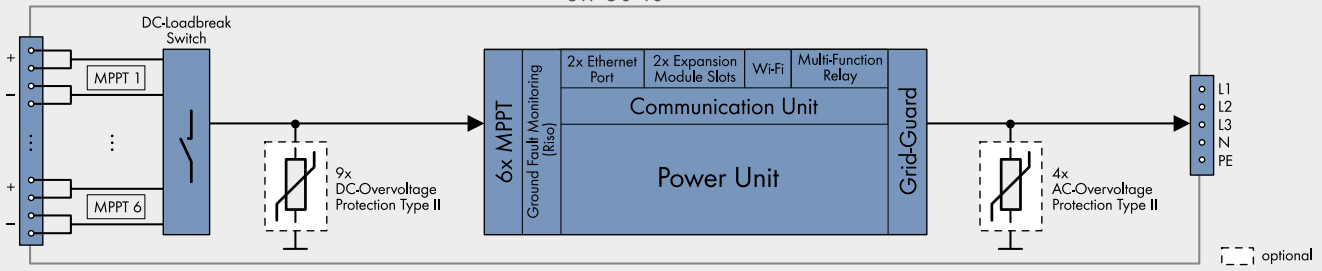 DC-Loadbreak
Switch
+
MPPT 1
−
+
MPPT 6
−
9x
DC-Overvoltage
Protection Type II
6x MPPT
Ground Fault Monitoring
(Riso)
2x Ethernet
Port
2x Expansion
Module Slots
Wi-Fi
Multi-Function
Relay
Communication Unit
Power Unit
Grid-Guard
4x
AC-Overvoltage
Protection Type II
L1
L2
L3
N
PE
optional